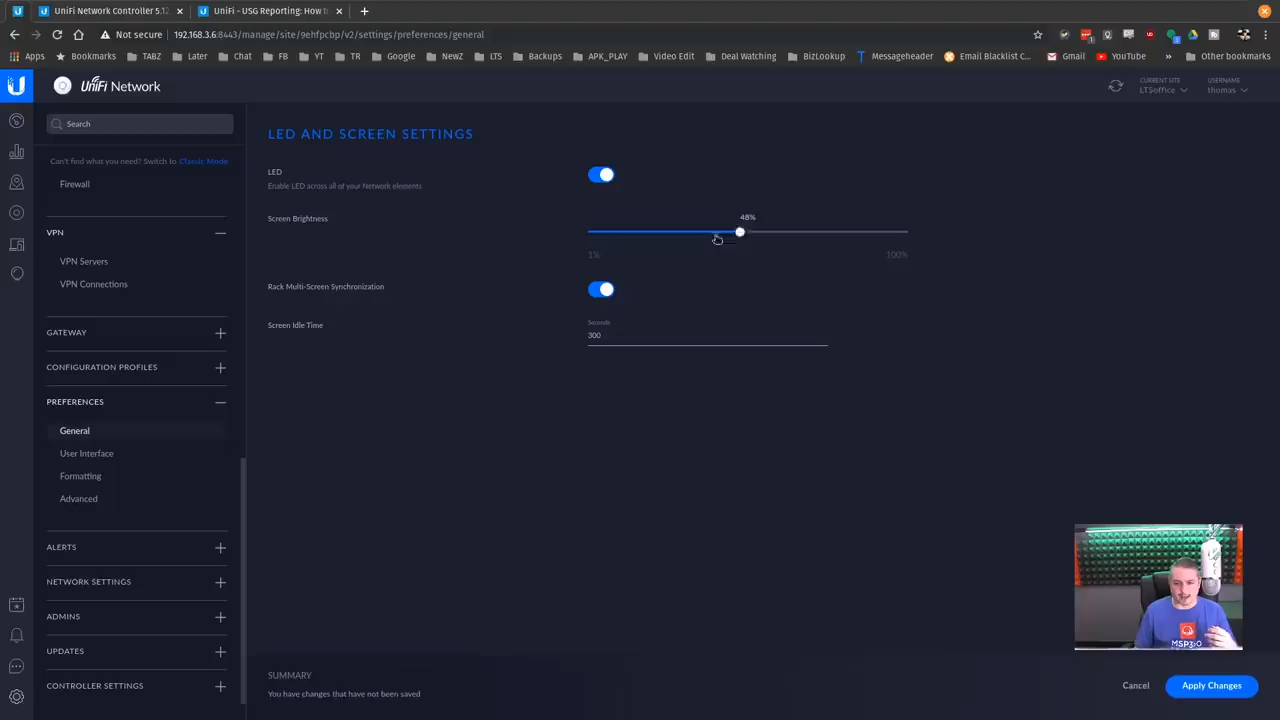 UniFi Network Controller 5.12
UniFi - USG Reporting: How to
Not secure 192.168.3.6:8443/manage/site/9ehfpcbp/v2/settings/preferences/general
Apps Bookmarks TABZ Later Chat FB YT TR Google NewZ LTS Backups APK_PLAY Video Edit Deal Watching BizLookup Messageheader Email Blacklist C... Gmail YouTube » Other bookmarks
UniFi Network
CURRENT SITE
LTSoffice
USERNAME
thomas
Search
Can't find what you need? Switch to Classic Mode
Firewall
VPN
VPN Servers
VPN Connections
GATEWAY
CONFIGURATION PROFILES
PREFERENCES
General
User Interface
Formatting
Advanced
ALERTS
NETWORK SETTINGS
ADMINS
UPDATES
CONTROLLER SETTINGS
LED AND SCREEN SETTINGS
LED
Enable LED across all of your Network elements
Screen Brightness
48%
1% 100%
Rack Multi-Screen Synchronization
Screen Idle Time
Seconds
300
MSP360
SUMMARY
You have changes that have not been saved
Cancel
Apply Changes